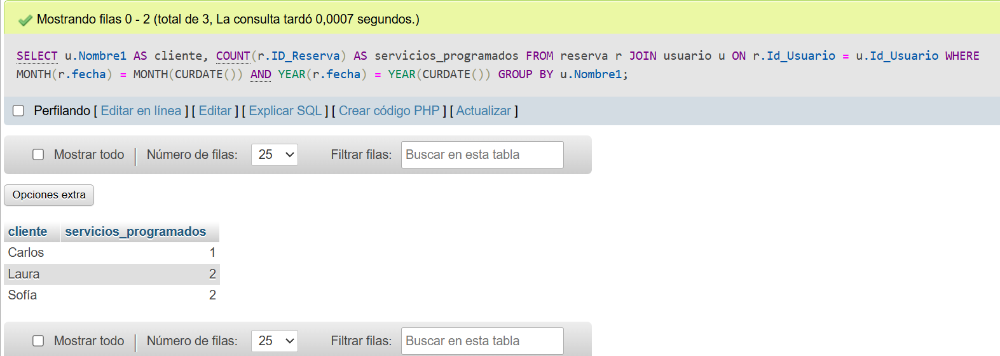 Mostrando filas 0 - 2 (total de 3, La consulta tardó 0,0007 segundos.)
SELECT u.Nombre1 AS cliente, COUNT(r.ID_Reserva) AS servicios_programados FROM reserva r JOIN usuario u ON r.Id_Usuario = u.Id_Usuario WHERE
MONTH(r.fecha) = MONTH(CURDATE()) AND YEAR(r.fecha) = YEAR(CURDATE()) GROUP BY u.Nombre1;
Perfilando [ Editar en línea ] [ Editar ] [ Explicar SQL ] [ Crear código PHP ] [ Actualizar ]
Mostrar todo | Número de filas: 25 Filtrar filas: Buscar en esta tabla
Opciones extra
cliente servicios_programados
Carlos 1
Laura 2
Sofía 2
Mostrar todo | Número de filas: 25 Filtrar filas: Buscar en esta tabla